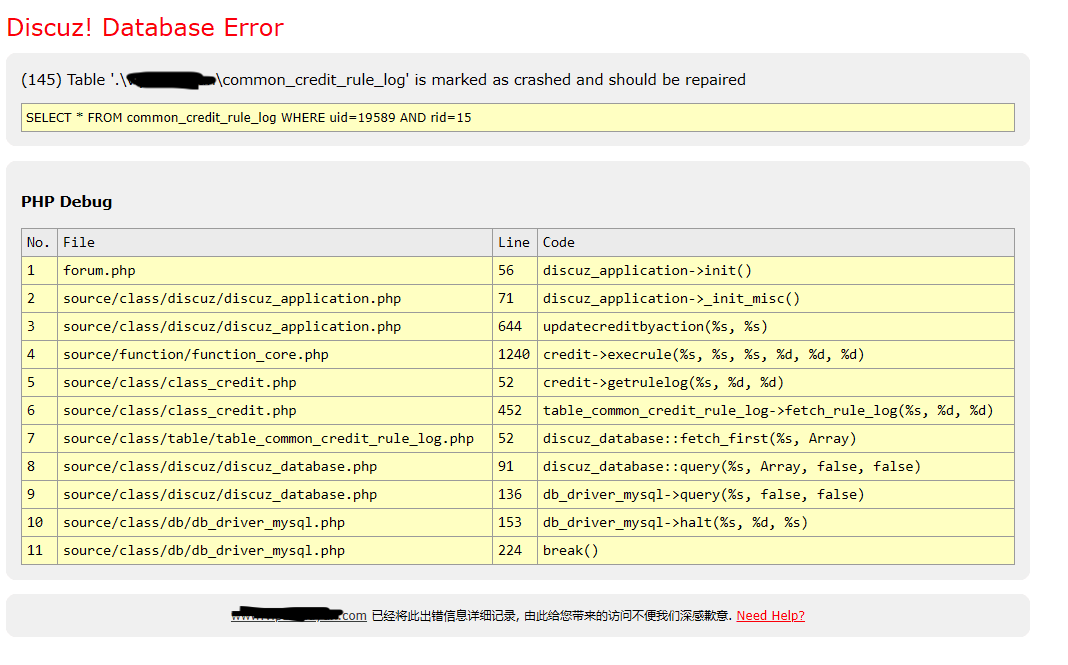 Discuz! Database Error
(145) Table '.\ \common_credit_rule_log' is marked as crashed and should be repaired
SELECT * FROM common_credit_rule_log WHERE uid=19589 AND rid=15
PHP Debug
No. File Line Code
1 forum.php 56 discuz_application->init()
2 source/class/discuz/discuz_application.php 71 discuz_application->_init_misc()
3 source/class/discuz/discuz_application.php 644 updatecreditbyaction(%s, %s)
4 source/function/function_core.php 1240 credit->execrule(%s, %s, %s, %d, %d, %d)
5 source/class/class_credit.php 52 credit->getrulelog(%s, %d, %d)
6 source/class/class_credit.php 452 table_common_credit_rule_log->fetch_rule_log(%s, %d, %d)
7 source/class/table/table_common_credit_rule_log.php 52 discuz_database::fetch_first(%s, Array)
8 source/class/discuz/discuz_database.php 91 discuz_database::query(%s, Array, false, false)
9 source/class/discuz/discuz_database.php 136 db_driver_mysql->query(%s, false, false)
10 source/class/db/db_driver_mysql.php 153 db_driver_mysql->halt(%s, %d, %s)
11 source/class/db/db_driver_mysql.php 224 break()
.com 已经将此出错信息详细记录, 由此给您带来的访问不便我们深感歉意. Need Help?